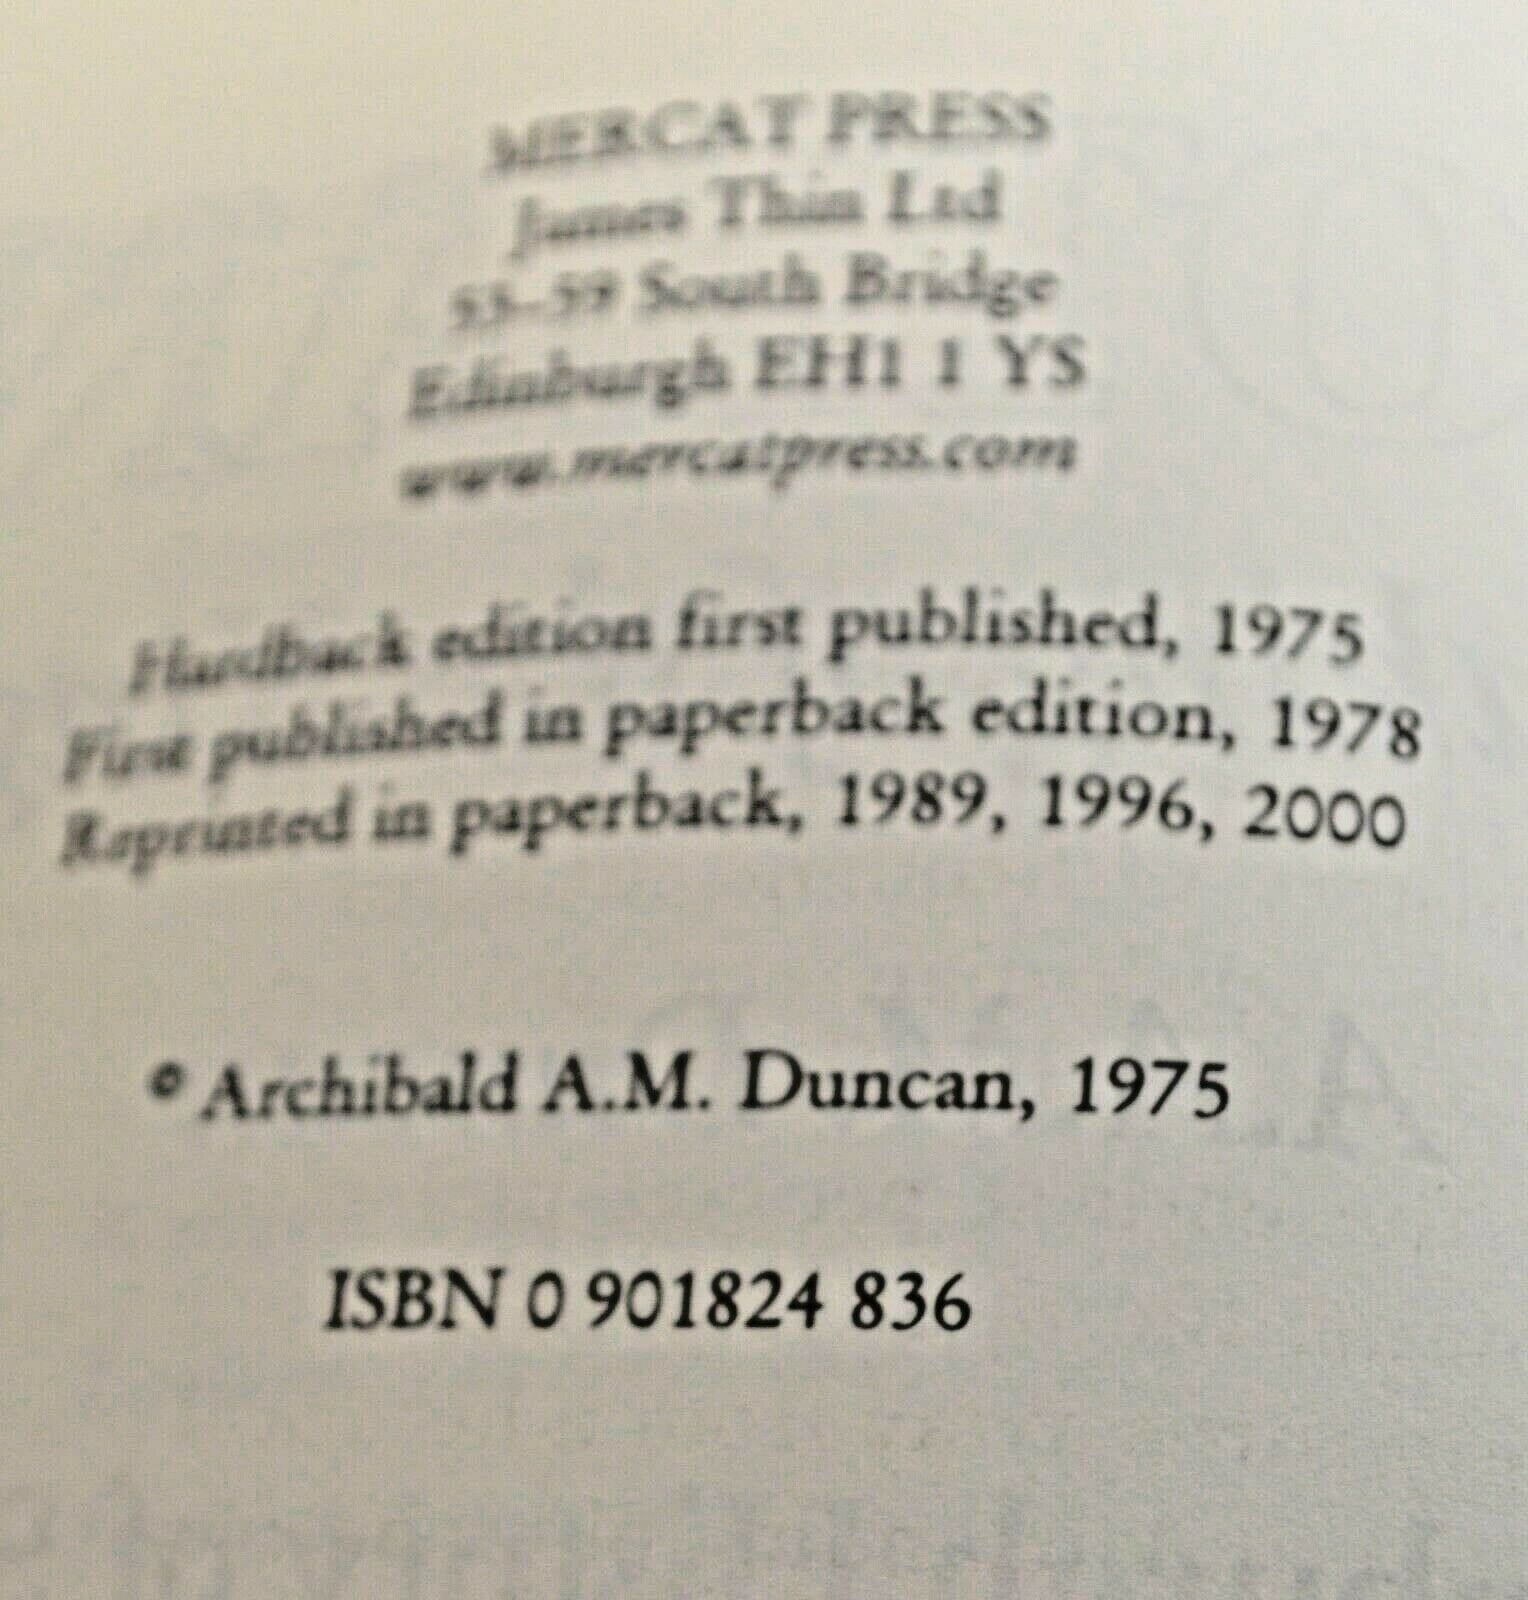 MERCAT PRESS
James Thin Ltd
53–59 South Bridge
Edinburgh EH1 1 YS
www.mercatpress.com
Hardback edition first published, 1975
First published in paperback edition, 1978
Reprinted in paperback, 1989, 1996, 2000
© Archibald A.M. Duncan, 1975
ISBN 0 901824 836